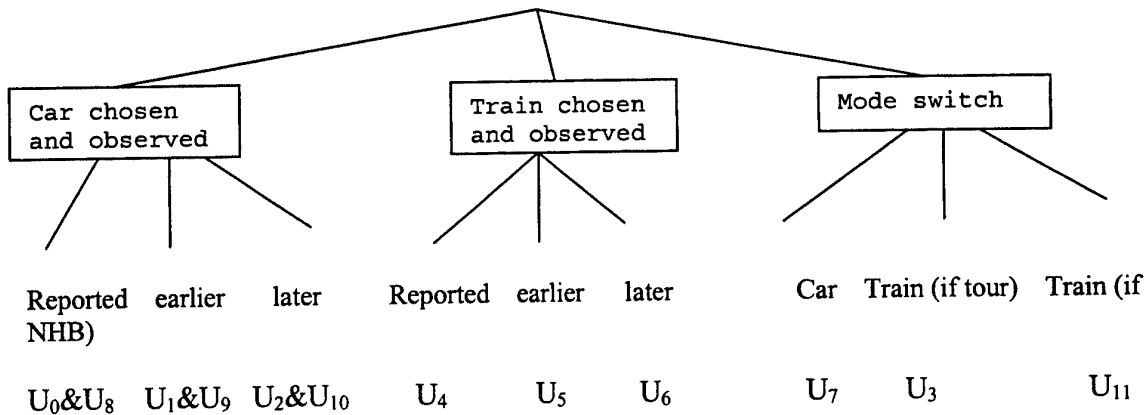 Car chosen
and observed
Train chosen
and observed
Mode switch
Reported earlier later Reported earlier later Car Train (if tour) Train (if
NHB)
U₀&U₈ U₁&U₉ U₂&U₁₀ U₄ U₅ U₆ U₇ U₃ U₁₁